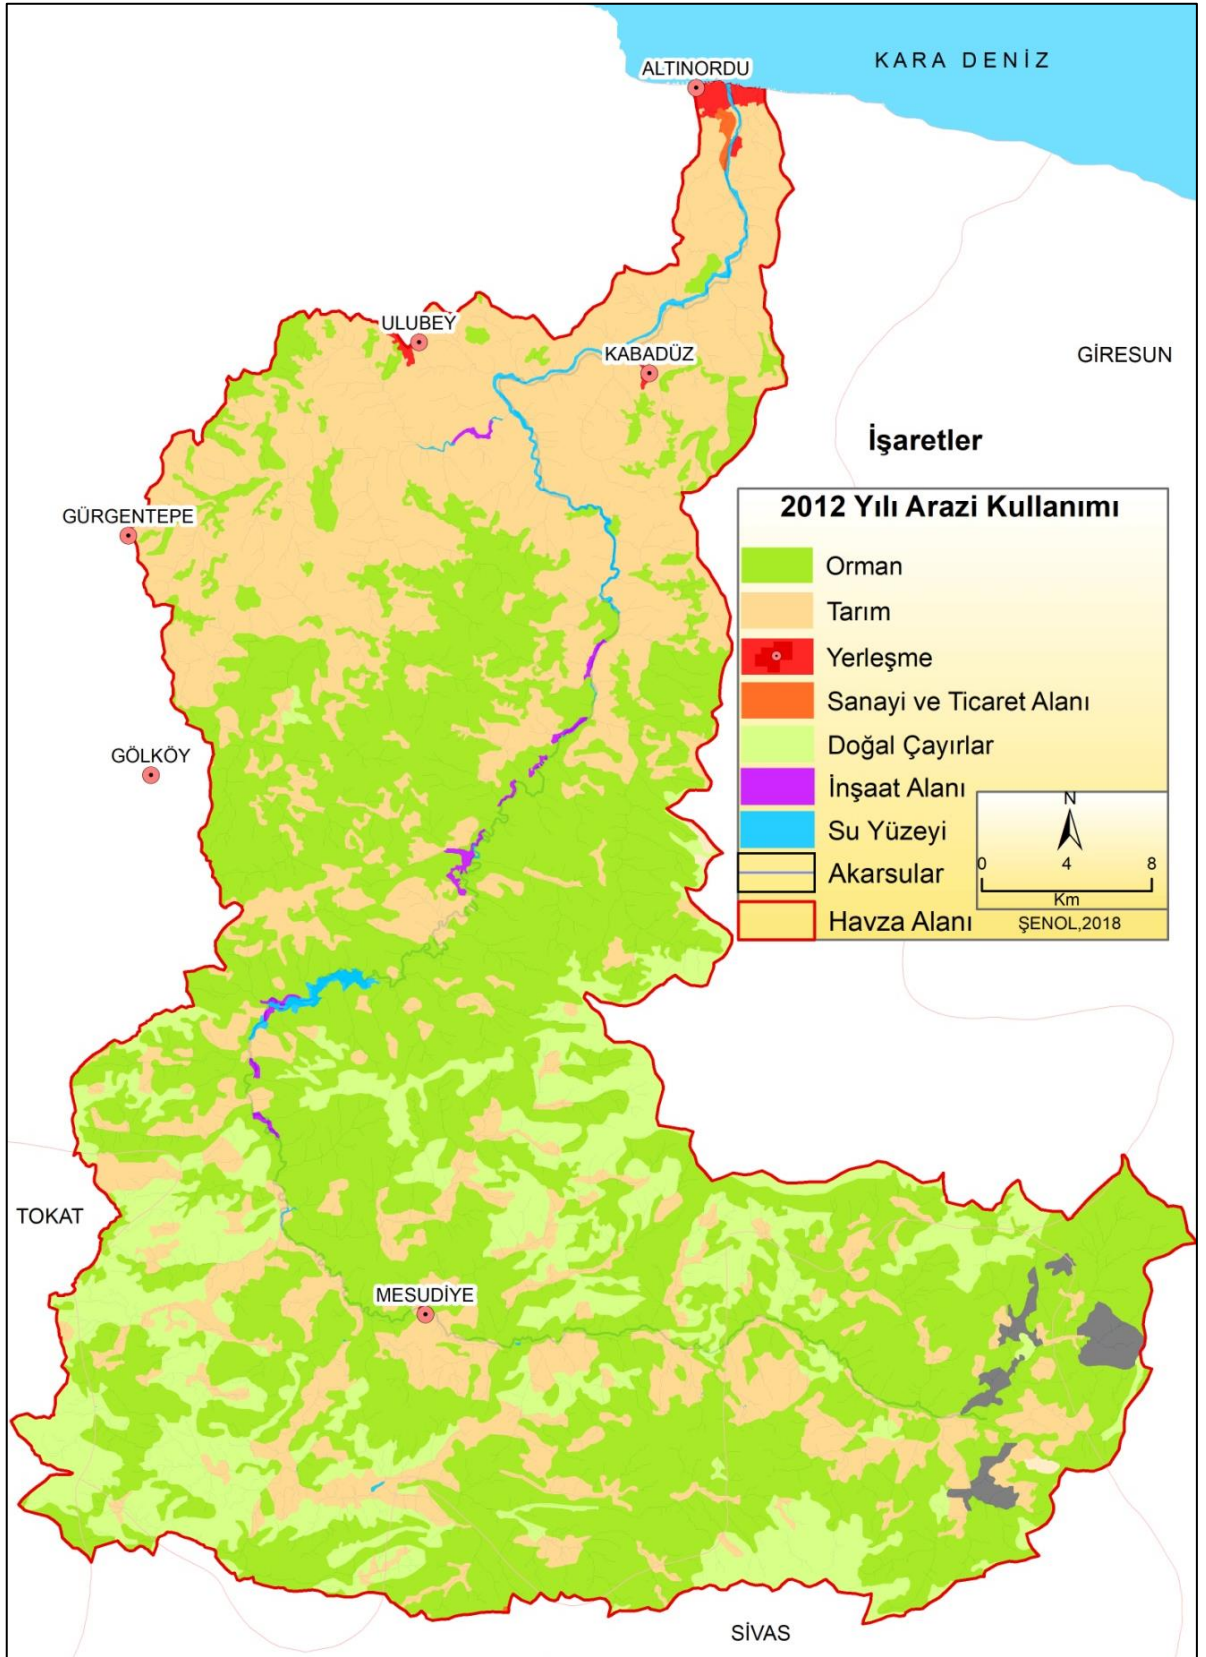 KARA DENİZ
ALTINORDU
ULUBEY
KABADÜZ
GİRESUN
GÜRGENTEPE
GÖLKÖY
TOKAT
MESUDİYE
SİVAS
İşaretler
2012 Yılı Arazi Kullanımı
Orman
Tarım
Yerleşme
Sanayi ve Ticaret Alanı
Doğal Çayırlar
İnşaat Alanı
Su Yüzeyi
Akarsular
Havza Alanı
N
0 4 8
Km
ŞENOL,2018